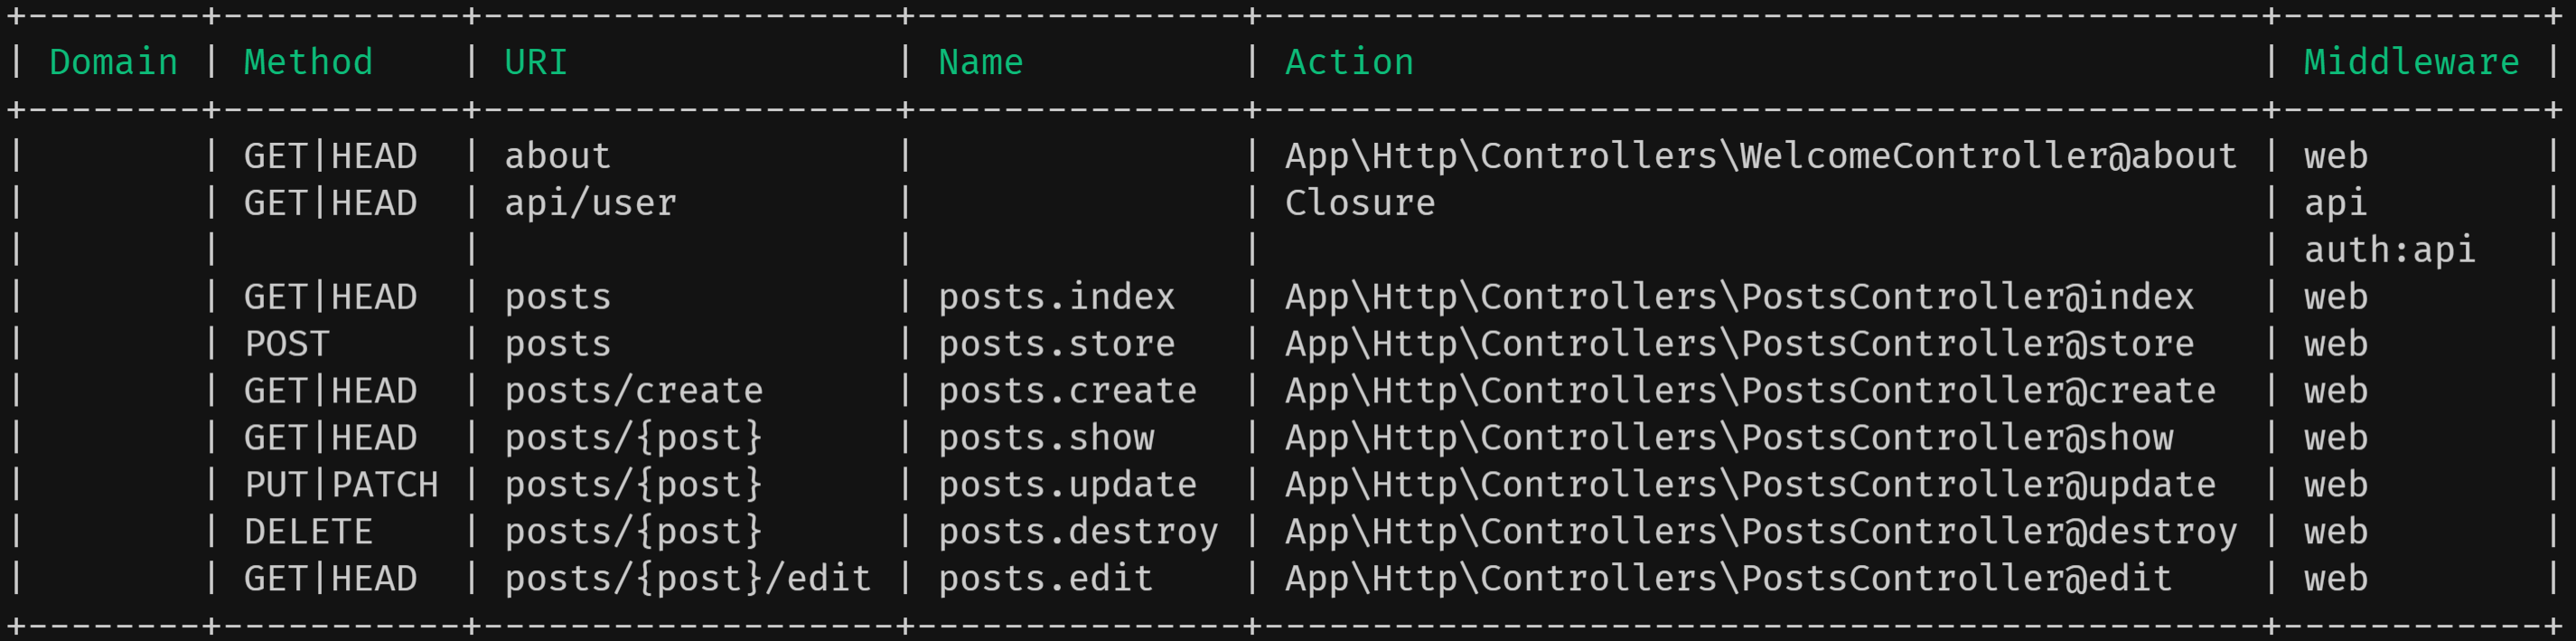 +--------+-----------+-------------------+---------------+----------------------------------------------+------------+
| Domain | Method    | URI               | Name          | Action                                       | Middleware |
+--------+-----------+-------------------+---------------+----------------------------------------------+------------+
|        | GET|HEAD  | about             |               | App\Http\Controllers\WelcomeController@about | web        |
|        | GET|HEAD  | api/user          |               | Closure                                      | api        |
|        |           |                   |               |                                              | auth:api   |
|        | GET|HEAD  | posts             | posts.index   | App\Http\Controllers\PostsController@index   | web        |
|        | POST      | posts             | posts.store   | App\Http\Controllers\PostsController@store   | web        |
|        | GET|HEAD  | posts/create      | posts.create  | App\Http\Controllers\PostsController@create  | web        |
|        | GET|HEAD  | posts/{post}      | posts.show    | App\Http\Controllers\PostsController@show    | web        |
|        | PUT|PATCH | posts/{post}      | posts.update  | App\Http\Controllers\PostsController@update  | web        |
|        | DELETE    | posts/{post}      | posts.destroy | App\Http\Controllers\PostsController@destroy | web        |
|        | GET|HEAD  | posts/{post}/edit | posts.edit    | App\Http\Controllers\PostsController@edit    | web        |
+--------+-----------+-------------------+---------------+----------------------------------------------+------------+